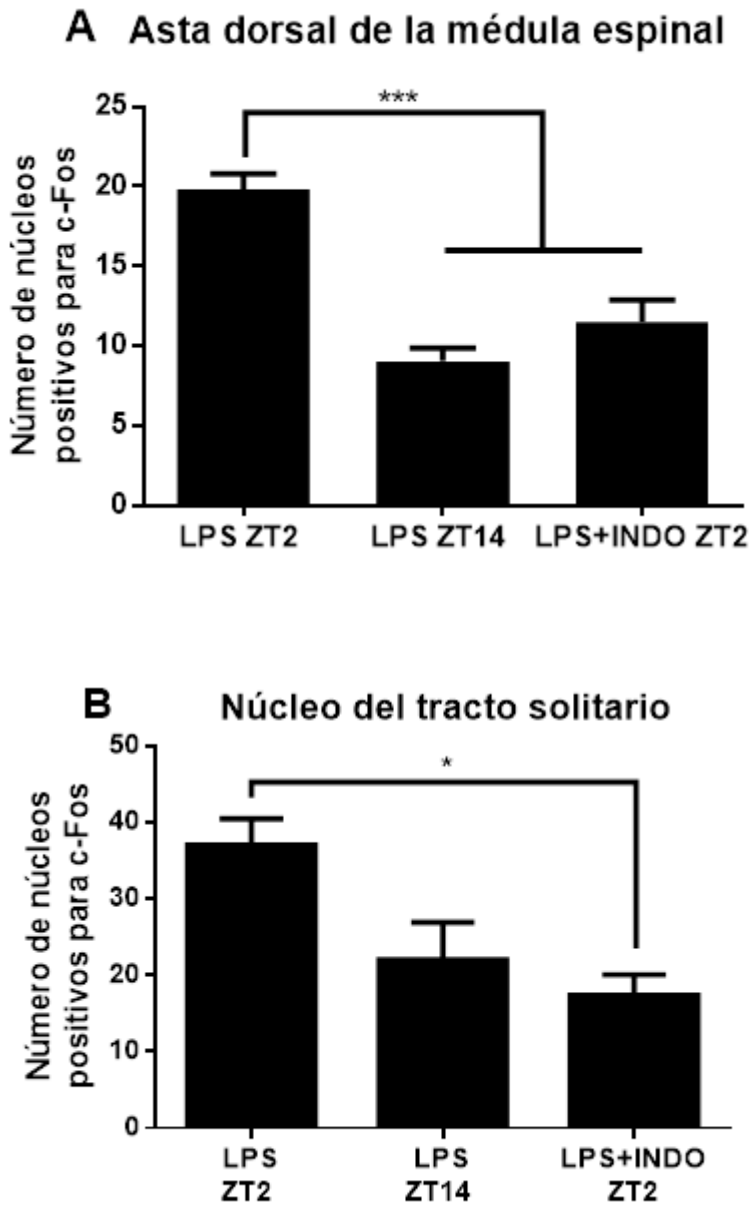 A Asta dorsal de la médula espinal
Número de núcleos
positivos para c-Fos
25
20
15
10
5
0
***
LPS ZT2 LPS ZT14 LPS+INDO ZT2
B Núcleo del tracto solitario
Número de núcleos
positivos para c-Fos
50
40
30
20
10
0
*
LPS LPS LPS+INDO
ZT2 ZT14 ZT2